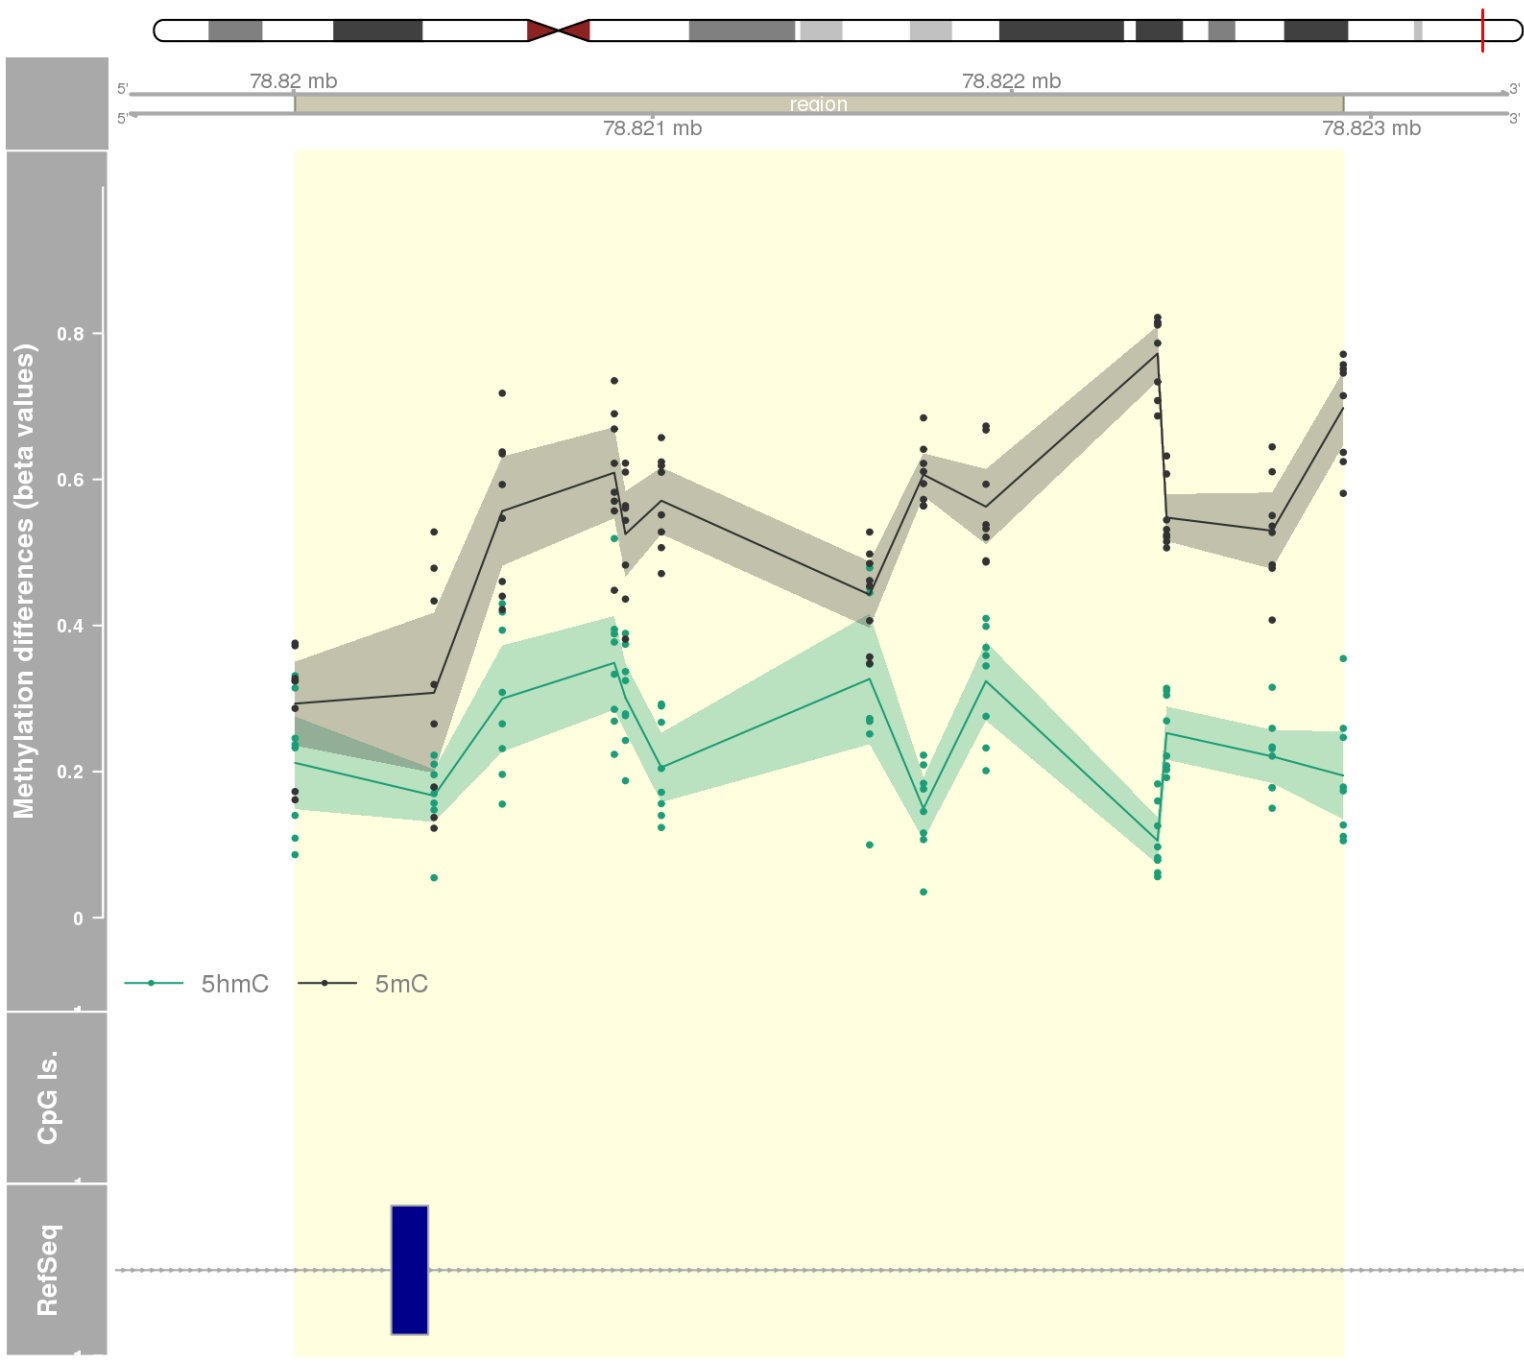 78.82 mb
78.822 mb
5'
3'
region
5'
3'
78.821 mb
78.823 mb
Methylation differences (beta values)
0.8
0.6
0.4
0.2
0
5hmC
5mC
CpG Is.
RefSeq